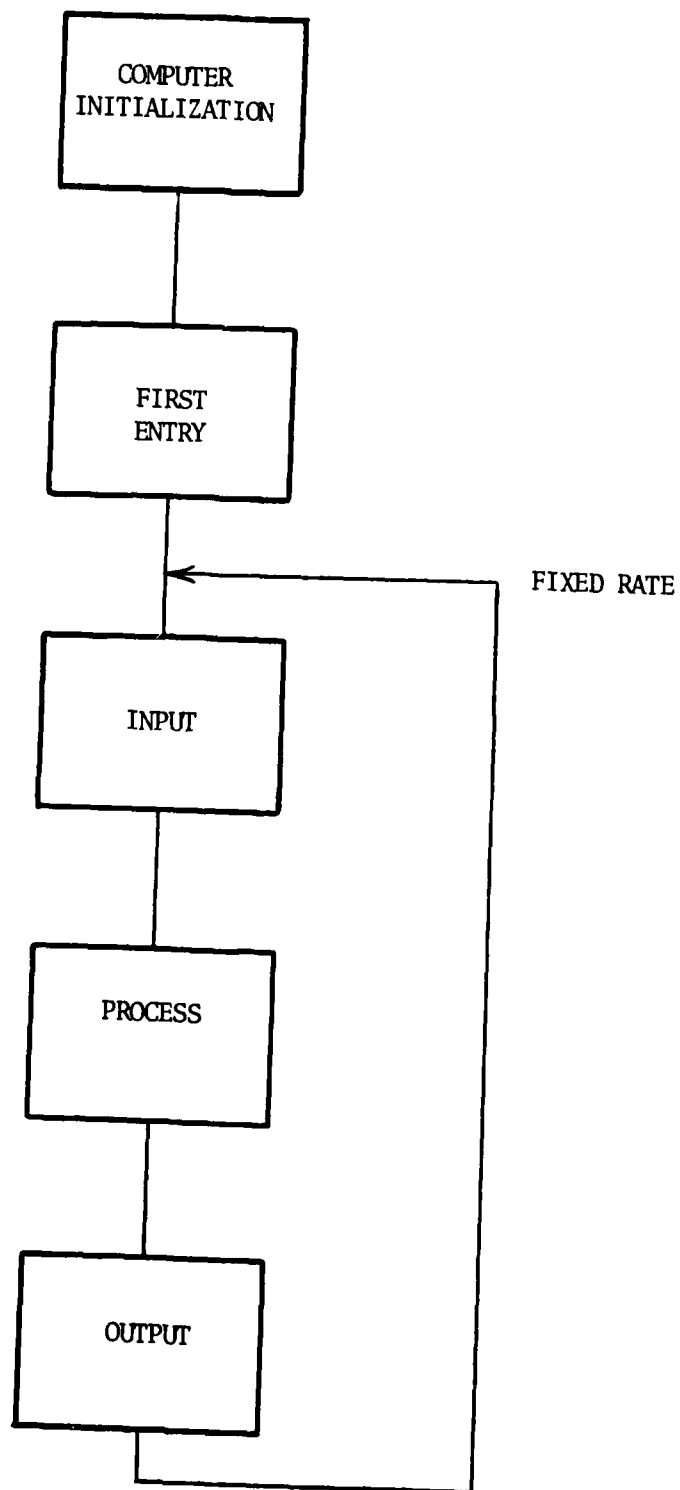 COMPUTER
INITIALIZATION
FIRST
ENTRY
FIXED RATE
INPUT
PROCESS
OUTPUT